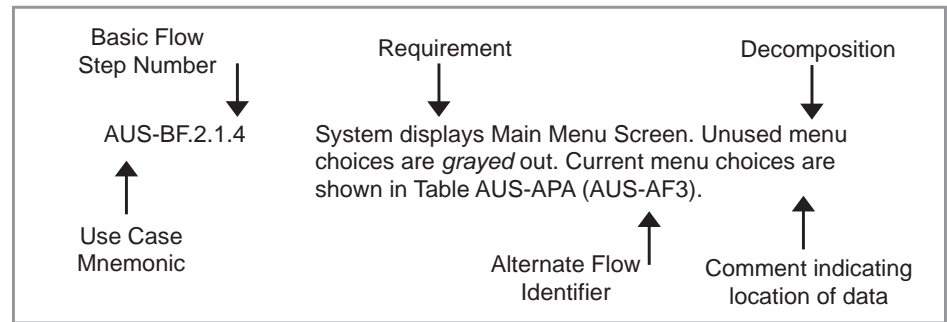 Basic Flow
Step Number
Requirement
Decomposition
AUS-BF.2.1.4
System displays Main Menu Screen. Unused menu
choices are grayed out. Current menu choices are
shown in Table AUS-APA (AUS-AF3).
Use Case
Mnemonic
Alternate Flow
Identifier
Comment indicating
location of data